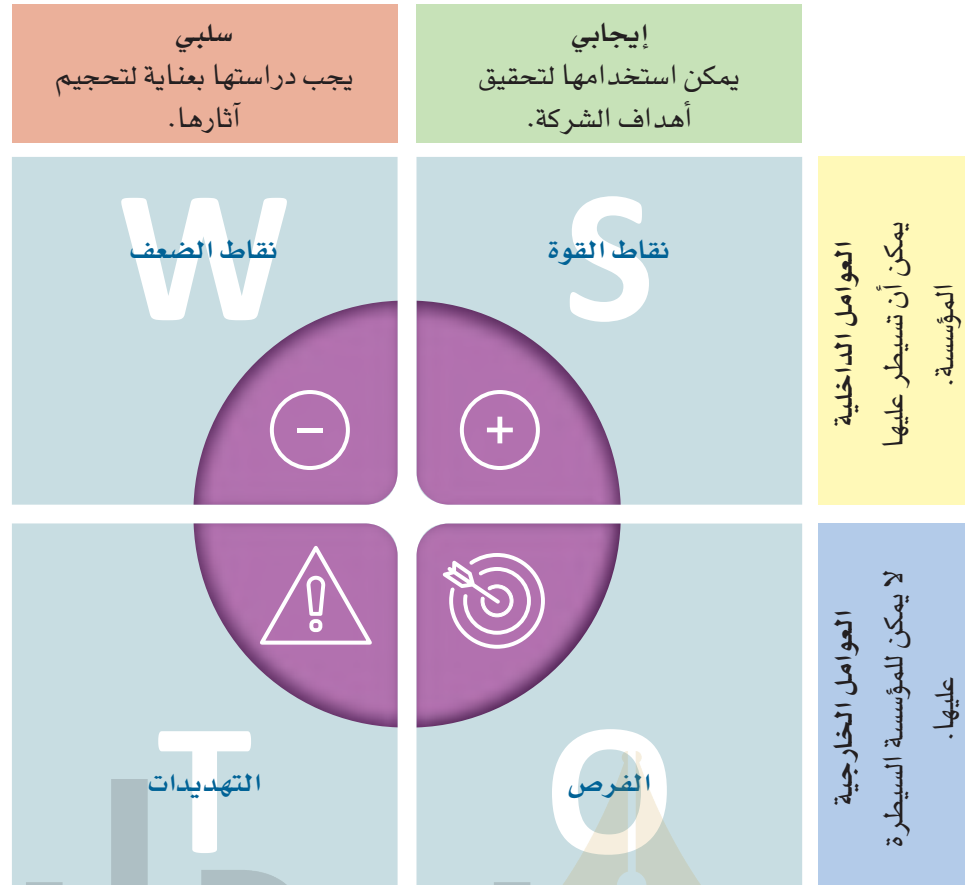 إيجابي
يمكن استخدامها لتحقيق
أهداف الشركة.
سلبي
يجب دراستها بعناية لتحجيم
آثارها.
العوامل الداخلية
يمكن أن تسيطر عليها
المؤسسة.
S
نقاط القوة
+
W
نقاط الضعف
-
العوامل الخارجية
لا يمكن للمؤسسة السيطرة
عليها.
!
O
الفرص
T
التهديدات